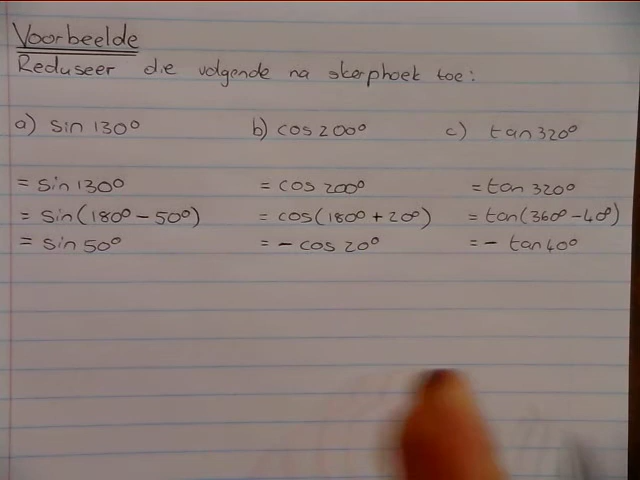 Voorbeelde
Reduseer die volgende na skerphoek toe:
a) sin 130° b) cos 200° c) tan 320°
= sin 130° = cos 200° = tan 320°
= sin(180° - 50°) = cos(180° + 20°) = tan(360° - 40°)
= sin 50° = - cos 20° = - tan 40°